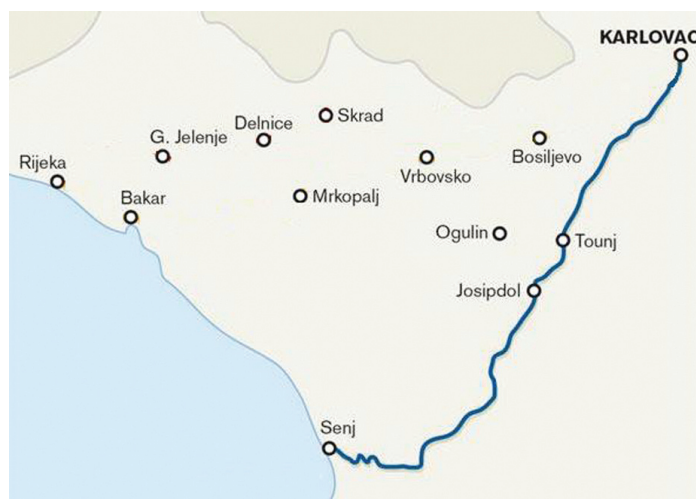 KARLOVAC
Skrad
Delnice
G. Jelenje
Bosiljevo
Rijeka
Vrbovsko
Bakar
Mrkopalj
Ogulin
Tounj
Josipdol
Senj